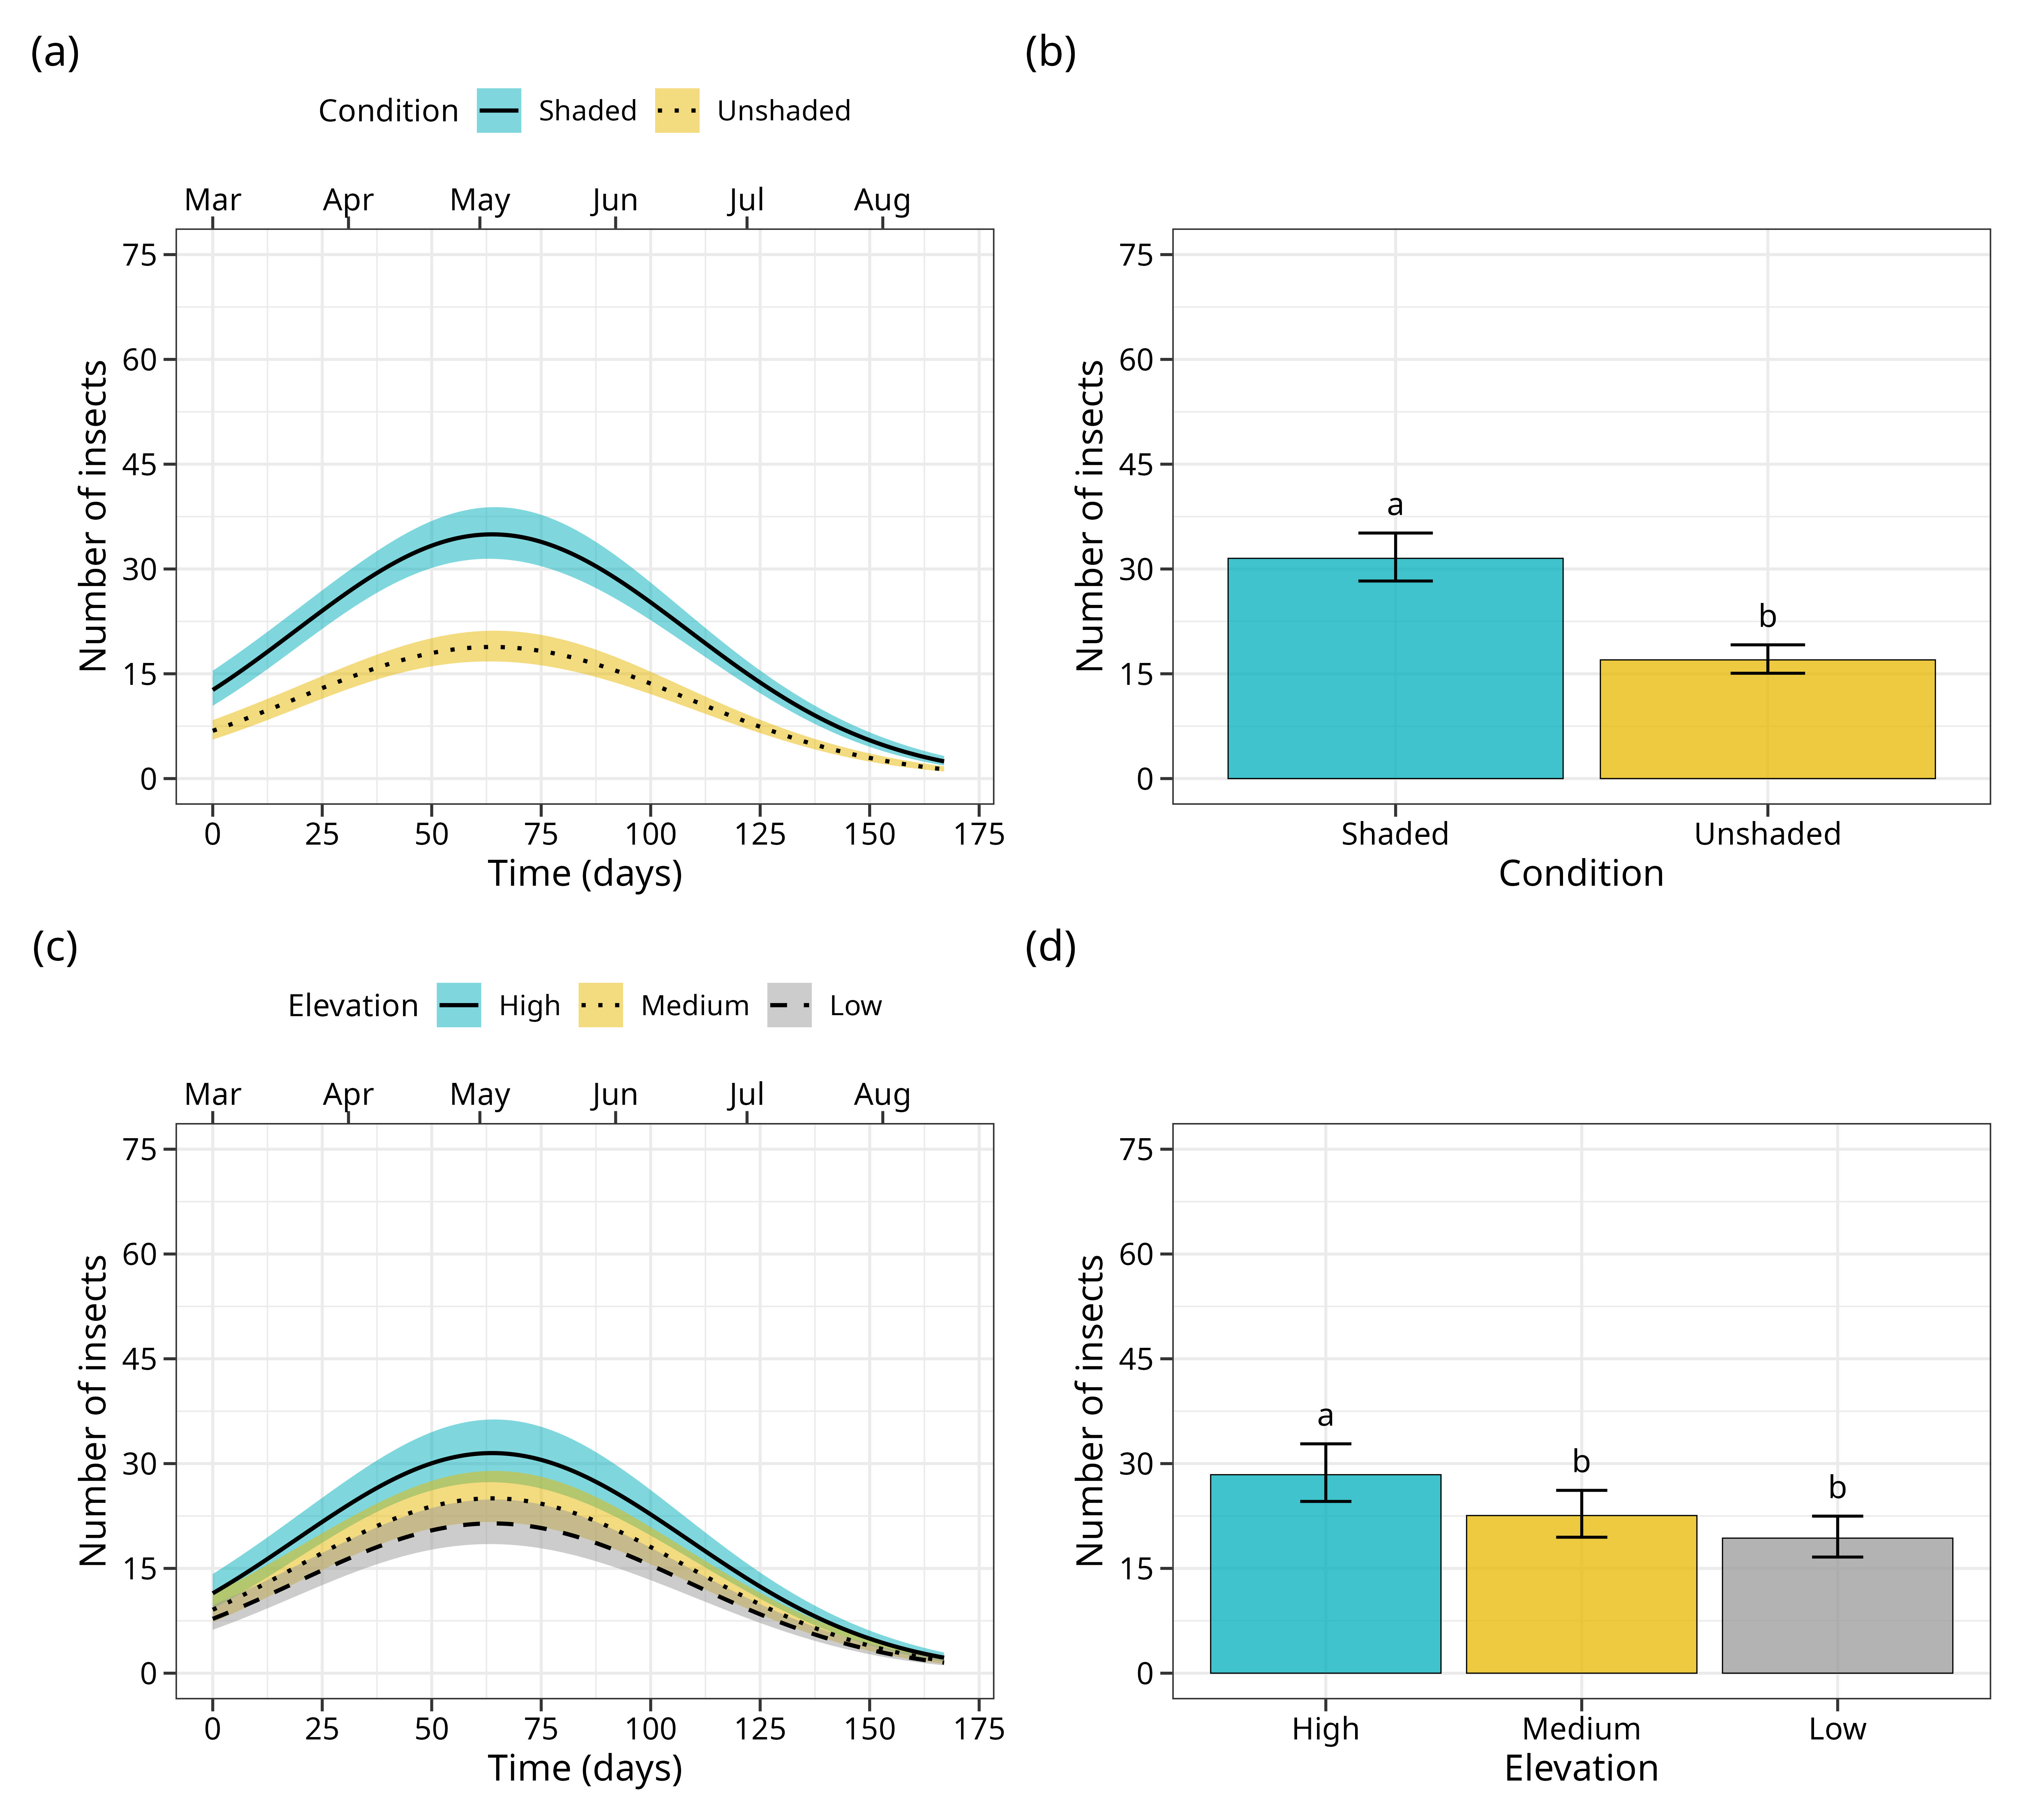 (a)
Condition Shaded Unshaded
Mar Apr May Jun Jul Aug
75
60
45
30
15
0
Number of insects
0 25 50 75 100 125 150 175
Time (days)
(b)
75
60
45
30
15
0
Number of insects
a
b
Shaded Unshaded
Condition
(c)
Elevation High Medium Low
Mar Apr May Jun Jul Aug
75
60
45
30
15
0
Number of insects
0 25 50 75 100 125 150 175
Time (days)
(d)
75
60
45
30
15
0
Number of insects
a
b
b
High Medium Low
Elevation